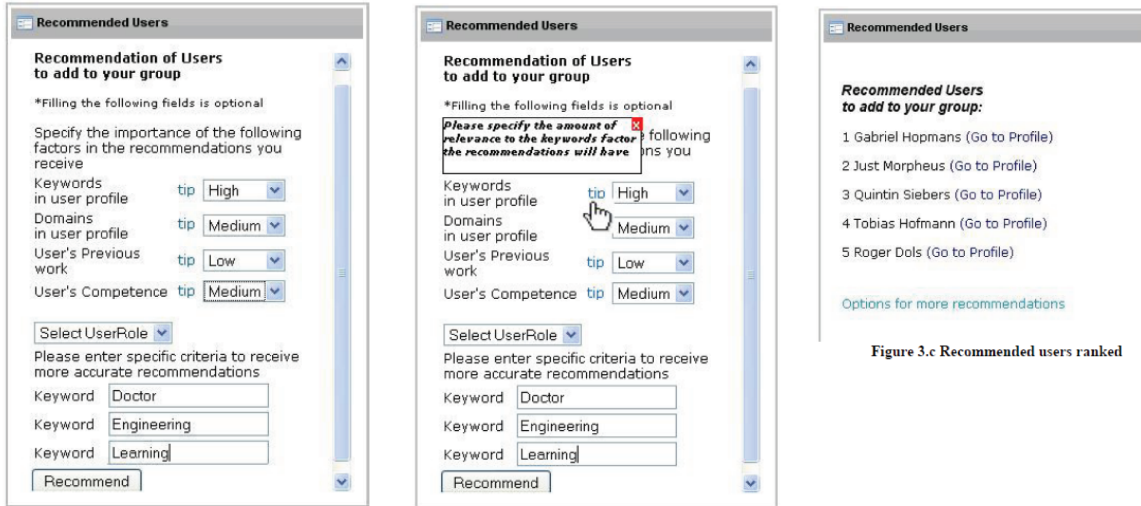 Recommended Users
Recommendation of Users
to add to your group
*Filling the following fields is optional
Specify the importance of the following
factors in the recommendations you
receive
Keywords
in user profile
tip High
Domains
in user profile
tip Medium
User's Previous
work
tip Low
User's Competence tip Medium
Select UserRole
Please enter specific criteria to receive
more accurate recommendations
Keyword Doctor
Keyword Engineering
Keyword Learning
Recommend
Recommended Users
Recommendation of Users
to add to your group
*Filling the following fields is optional
Please specify the amount of
relevance to the keywords factor
the recommendations will have
X
following
ons you
Keywords
in user profile
tip High
Domains
in user profile
Medium
User's Previous
work
tip Low
User's Competence tip Medium
Select UserRole
Please enter specific criteria to receive
more accurate recommendations
Keyword Doctor
Keyword Engineering
Keyword Learning
Recommend
Recommended Users
Recommended Users
to add to your group:
1 Gabriel Hopmans (Go to Profile)
2 Just Morpheus (Go to Profile)
3 Quintin Siebers (Go to Profile)
4 Tobias Hofmann (Go to Profile)
5 Roger Dols (Go to Profile)
Options for more recommendations
Figure 3.c Recommended users ranked